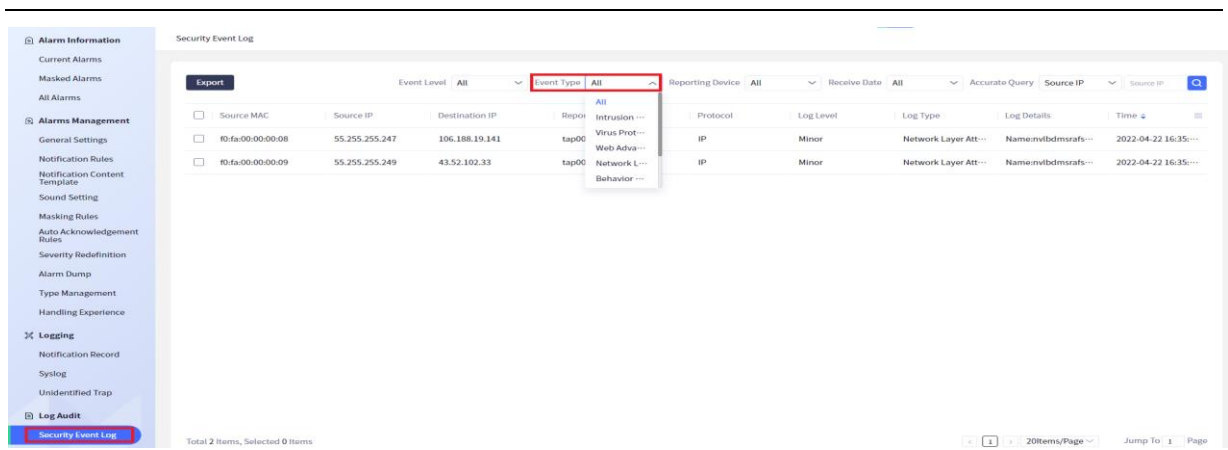 Alarm Information
Current Alarms
Masked Alarms
All Alarms
Alarms Management
General Settings
Notification Rules
Notification Content
Template
Sound Setting
Masking Rules
Auto Acknowledgement
Rules
Severity Redefinition
Alarm Dump
Type Management
Handling Experience
Logging
Notification Record
Syslog
Unidentified Trap
Log Audit
Security Event Log
Security Event Log
Export Event Level All Event Type All Reporting Device All Receive Date All Accurate Query Source IP Source IP
All
Intrusion ···
Virus Prot···
Web Adva···
Network L···
Behavior ···
Source MAC Source IP Destination IP Repor Protocol Log Level Log Type Log Details Time
f0:fa:00:00:00:08 55.255.255.247 106.188.19.141 tap00 IP Minor Network Layer Att··· Name:nvlbdmsrafs··· 2022-04-22 16:35:···
f0:fa:00:00:00:09 55.255.255.249 43.52.102.33 tap00 IP Minor Network Layer Att··· Name:nvlbdmsrafs··· 2022-04-22 16:35:···
Total 2 Items, Selected 0 Items
1 20Items/Page Jump To 1 Page